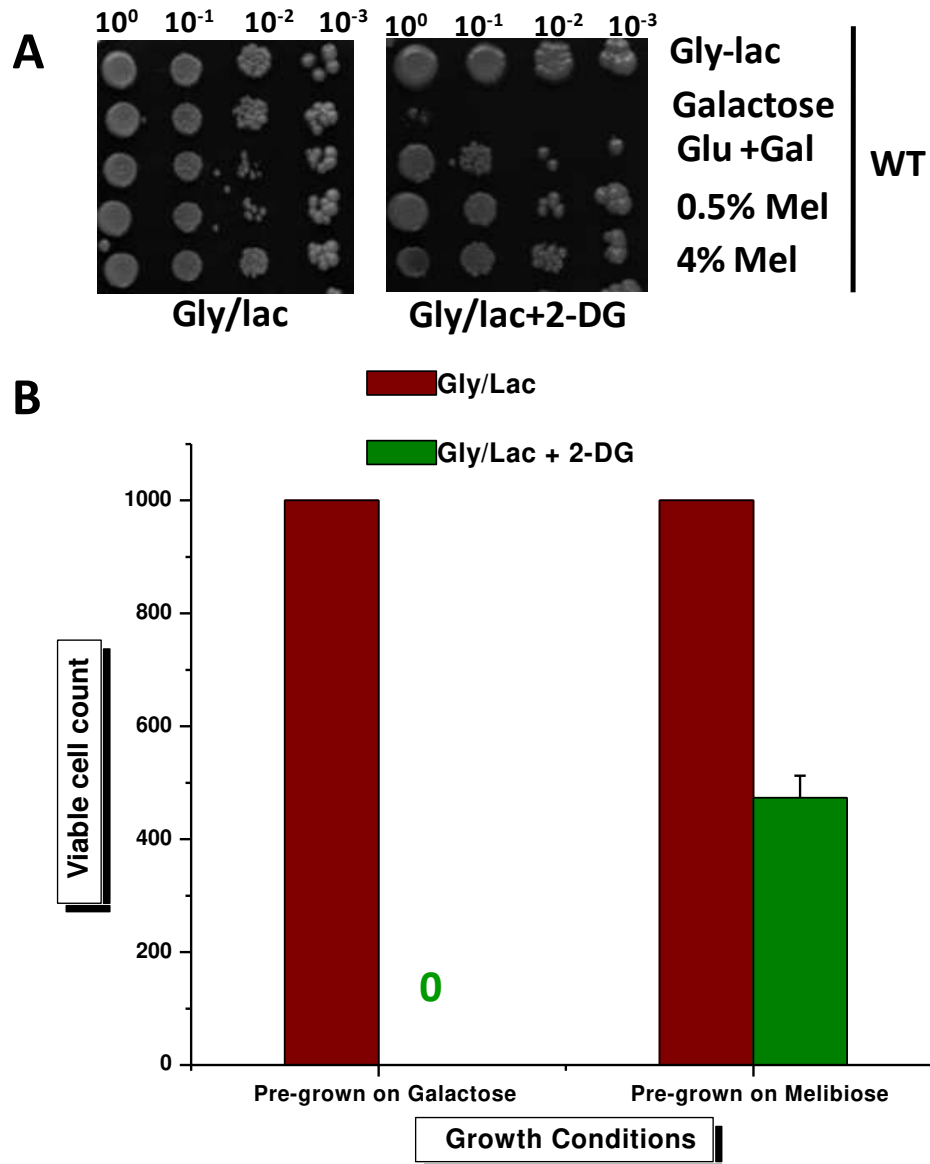 A
10⁰ 10⁻¹ 10⁻² 10⁻³
10⁰ 10⁻¹ 10⁻² 10⁻³
Gly-lac
Galactose
Glu +Gal
0.5% Mel
4% Mel
WT
Gly/lac
Gly/lac+2-DG
B
Gly/Lac
Gly/Lac + 2-DG
Viable cell count
1000
800
600
400
200
0
0
Pre-grown on Galactose
Pre-grown on Melibiose
Growth Conditions